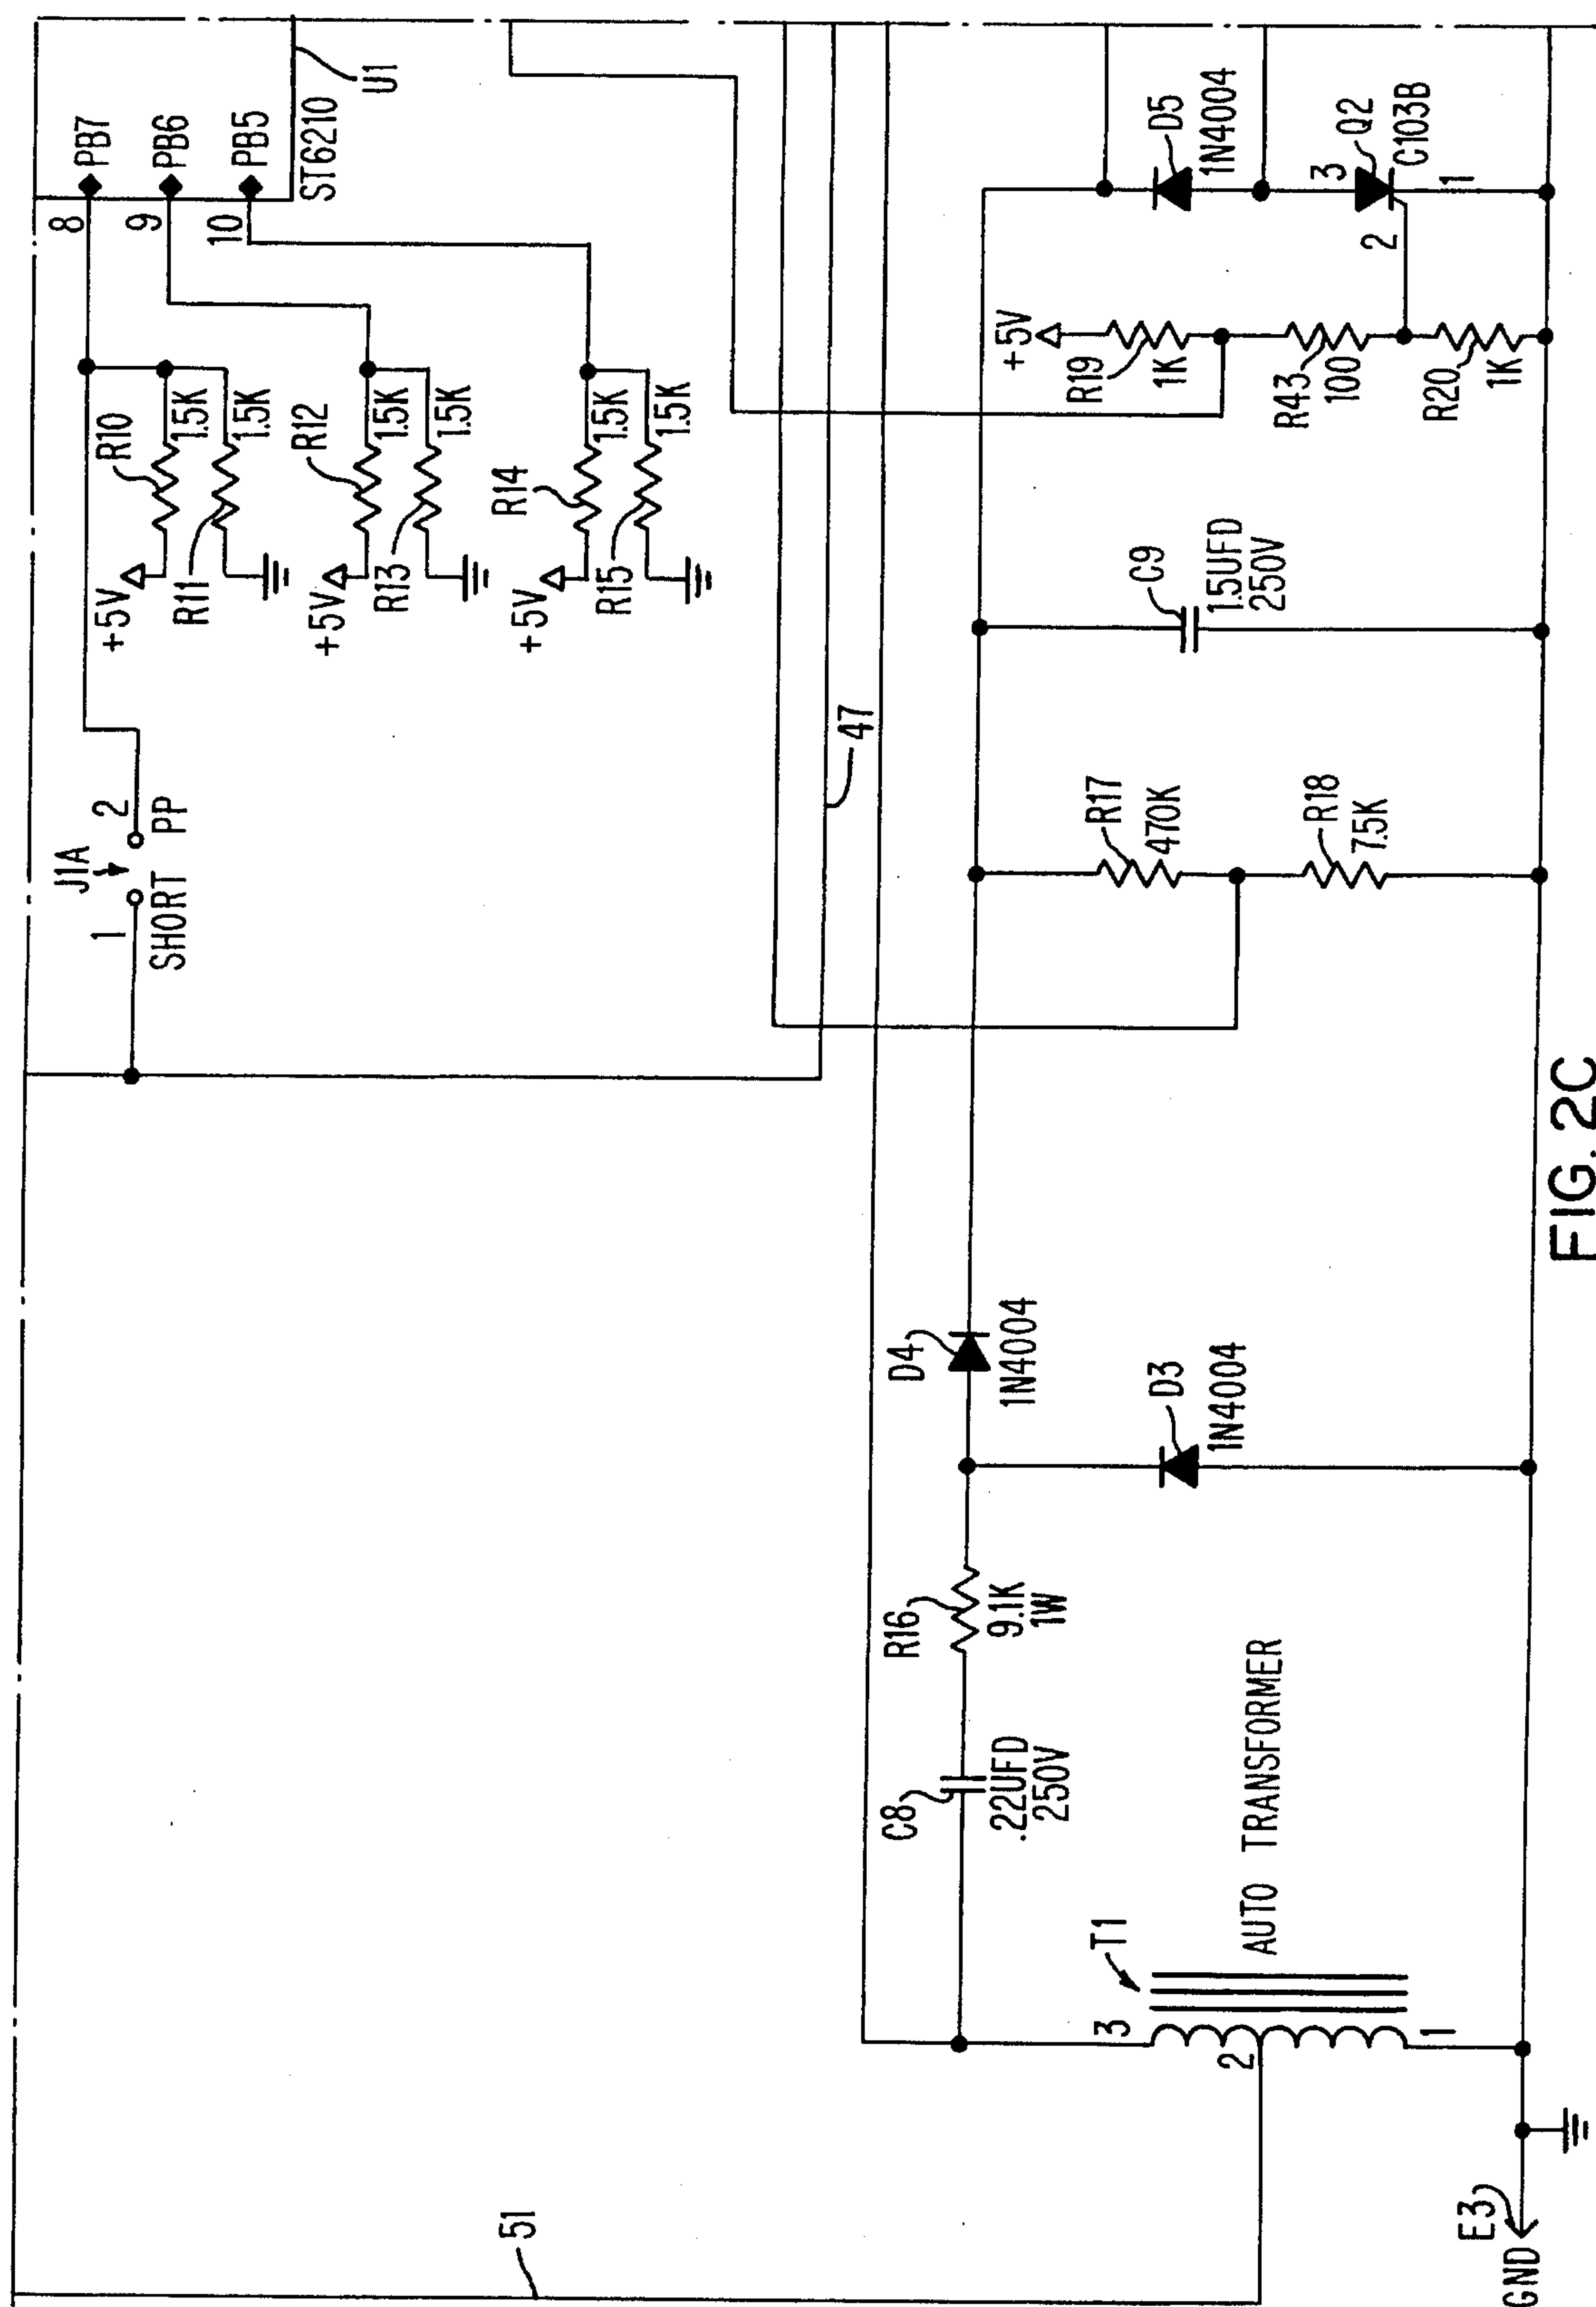 8
PB7
9
PB6
10
PB5
ST6210
U1
J1A
1
2
SHORT PP
R10
1.5K
+5V
R11
1.5K
R12
1.5K
+5V
R13
1.5K
R14
1.5K
+5V
R15
1.5K
47
51
D5
1N4004
3
Q2
C103B
2
1
+5V
R19
1K
R43
100
R20
1K
C9
1.5UFD
250V
R17
470K
R18
7.5K
D4
1N4004
D3
1N4004
R16
9.1K
1W
C8
.22UFD
250V
T1
3
2
1
AUTO TRANSFORMER
E3
GND
FIG. 2C